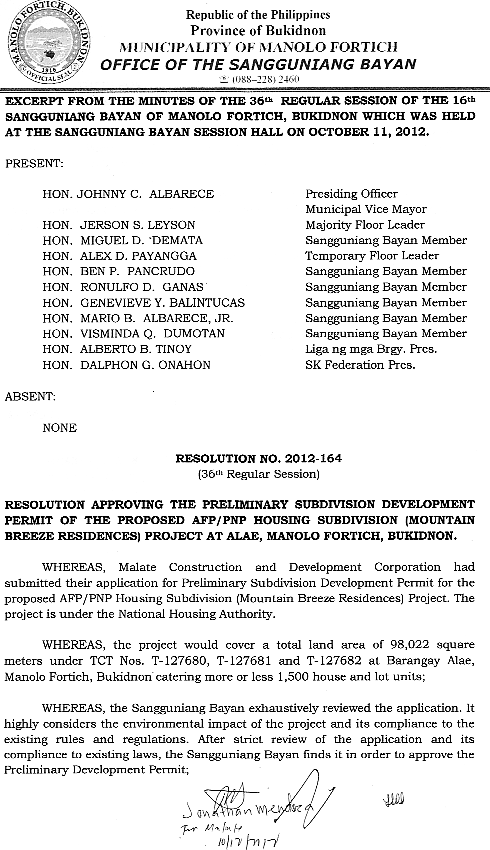 MANOLO FORTICH, BUKIDNON
1916
OFFICIAL SEAL
Republic of the Philippines
Province of Bukidnon
MUNICIPALITY OF MANOLO FORTICH
OFFICE OF THE SANGGUNIANG BAYAN
☏ (088-228) 2460
EXCERPT FROM THE MINUTES OF THE 36th REGULAR SESSION OF THE 16th
SANGGUNIANG BAYAN OF MANOLO FORTICH, BUKIDNON WHICH WAS HELD
AT THE SANGGUNIANG BAYAN SESSION HALL ON OCTOBER 11, 2012.
PRESENT:
HON. JOHNNY C. ALBARECE Presiding Officer
Municipal Vice Mayor
HON. JERSON S. LEYSON Majority Floor Leader
HON. MIGUEL D. DEMATA Sangguniang Bayan Member
HON. ALEX D. PAYANGGA Temporary Floor Leader
HON. BEN P. PANCRUDO Sangguniang Bayan Member
HON. RONULFO D. GANAS Sangguniang Bayan Member
HON. GENEVIEVE Y. BALINTUCAS Sangguniang Bayan Member
HON. MARIO B. ALBARECE, JR. Sangguniang Bayan Member
HON. VISMINDA Q. DUMOTAN Sangguniang Bayan Member
HON. ALBERTO B. TINOY Liga ng mga Brgy. Pres.
HON. DALPHON G. ONAHON SK Federation Pres.
ABSENT:
NONE
RESOLUTION NO. 2012-164
(36th Regular Session)
RESOLUTION APPROVING THE PRELIMINARY SUBDIVISION DEVELOPMENT
PERMIT OF THE PROPOSED AFP/PNP HOUSING SUBDIVISION (MOUNTAIN
BREEZE RESIDENCES) PROJECT AT ALAE, MANOLO FORTICH, BUKIDNON.
WHEREAS, Malate Construction and Development Corporation had
submitted their application for Preliminary Subdivision Development Permit for the
proposed AFP/PNP Housing Subdivision (Mountain Breeze Residences) Project. The
project is under the National Housing Authority.
WHEREAS, the project would cover a total land area of 98,022 square
meters under TCT Nos. T-127680, T-127681 and T-127682 at Barangay Alae,
Manolo Fortich, Bukidnon catering more or less 1,500 house and lot units;
WHEREAS, the Sangguniang Bayan exhaustively reviewed the application. It
highly considers the environmental impact of the project and its compliance to the
existing rules and regulations. After strict review of the application and its
compliance to existing laws, the Sangguniang Bayan finds it in order to approve the
Preliminary Development Permit;
Jonathan Mendoza